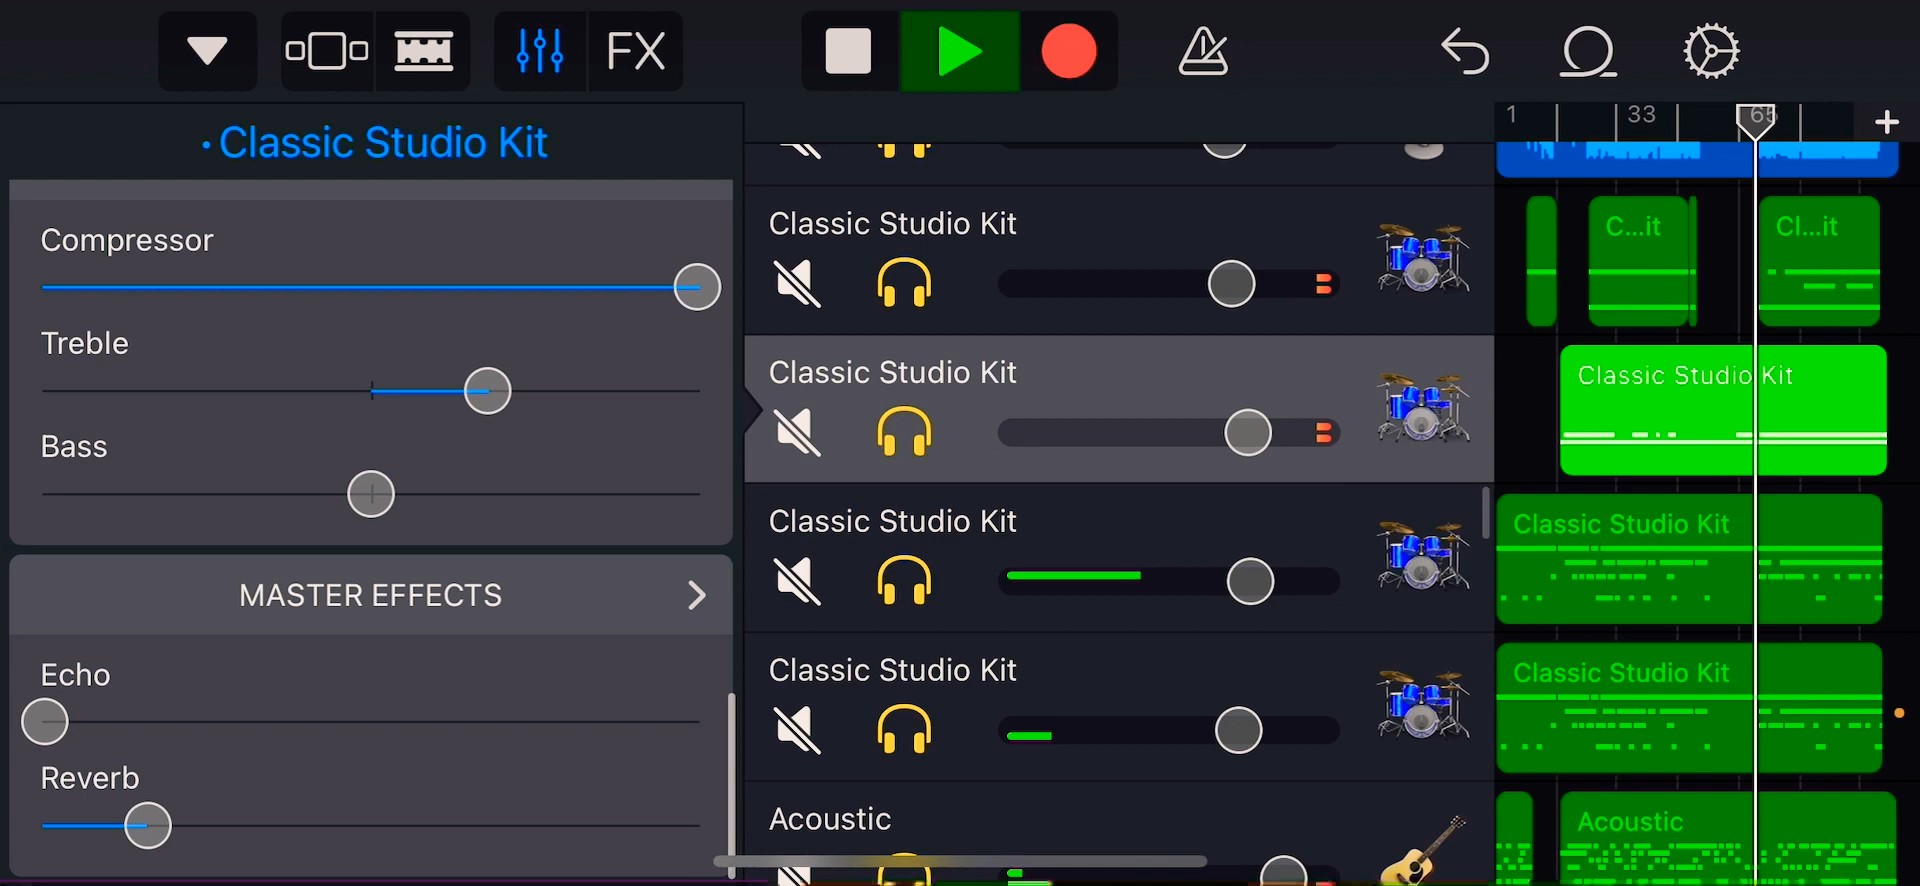 FX
· Classic Studio Kit
1 33 65
Compressor
Treble
Bass
MASTER EFFECTS
Echo
Reverb
Classic Studio Kit
C...it
Cl...it
Classic Studio Kit
Classic Studio Kit
Classic Studio Kit
Classic Studio Kit
Classic Studio Kit
Classic Studio Kit
Acoustic
Acoustic